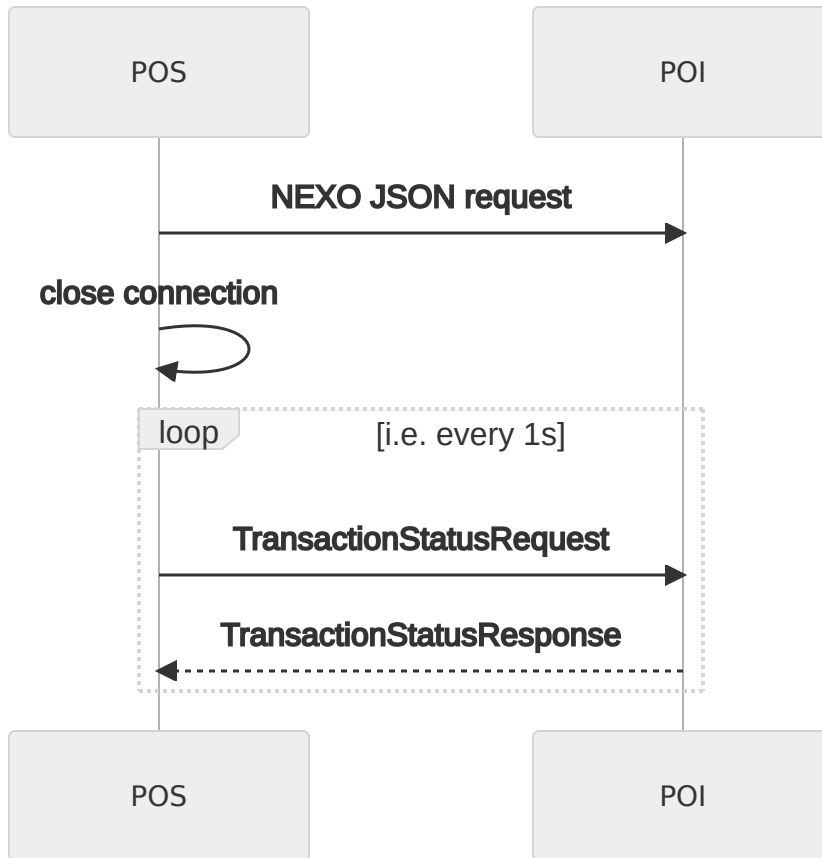 POS
POI
NEXO JSON request
close connection
loop
[i.e. every 1s]
TransactionStatusRequest
TransactionStatusResponse
POS
POI